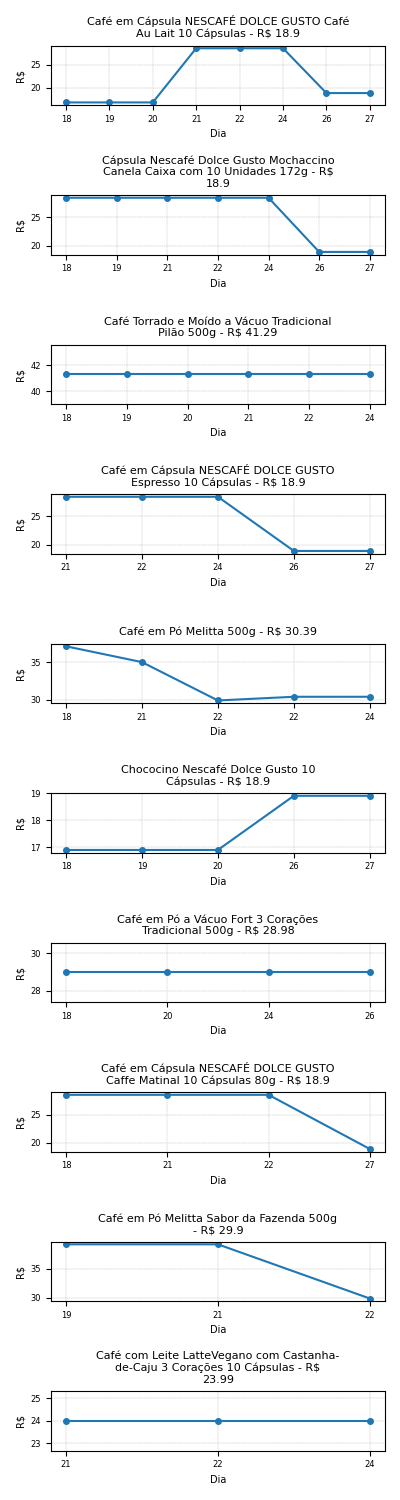 Café em Cápsula NESCAFÉ DOLCE GUSTO Café
Au Lait 10 Cápsulas - R$ 18.9
R$
25
20
18 19 20 21 22 24 26 27
Dia
Cápsula Nescafé Dolce Gusto Mochaccino
Canela Caixa com 10 Unidades 172g - R$
18.9
R$
25
20
18 19 21 22 24 26 27
Dia
Café Torrado e Moído a Vácuo Tradicional
Pilão 500g - R$ 41.29
R$
42
40
18 19 20 21 22 24
Dia
Café em Cápsula NESCAFÉ DOLCE GUSTO
Espresso 10 Cápsulas - R$ 18.9
R$
25
20
21 22 24 26 27
Dia
Café em Pó Melitta 500g - R$ 30.39
R$
35
30
18 21 22 22 24
Dia
Chococino Nescafé Dolce Gusto 10
Cápsulas - R$ 18.9
R$
19
18
17
18 19 20 26 27
Dia
Café em Pó a Vácuo Fort 3 Corações
Tradicional 500g - R$ 28.98
R$
30
28
18 20 24 26
Dia
Café em Cápsula NESCAFÉ DOLCE GUSTO
Caffe Matinal 10 Cápsulas 80g - R$ 18.9
R$
25
20
18 21 22 27
Dia
Café em Pó Melitta Sabor da Fazenda 500g
- R$ 29.9
R$
35
30
19 21 22
Dia
Café com Leite LatteVegano com Castanha-
de-Caju 3 Corações 10 Cápsulas - R$
23.99
R$
25
24
23
21 22 24
Dia